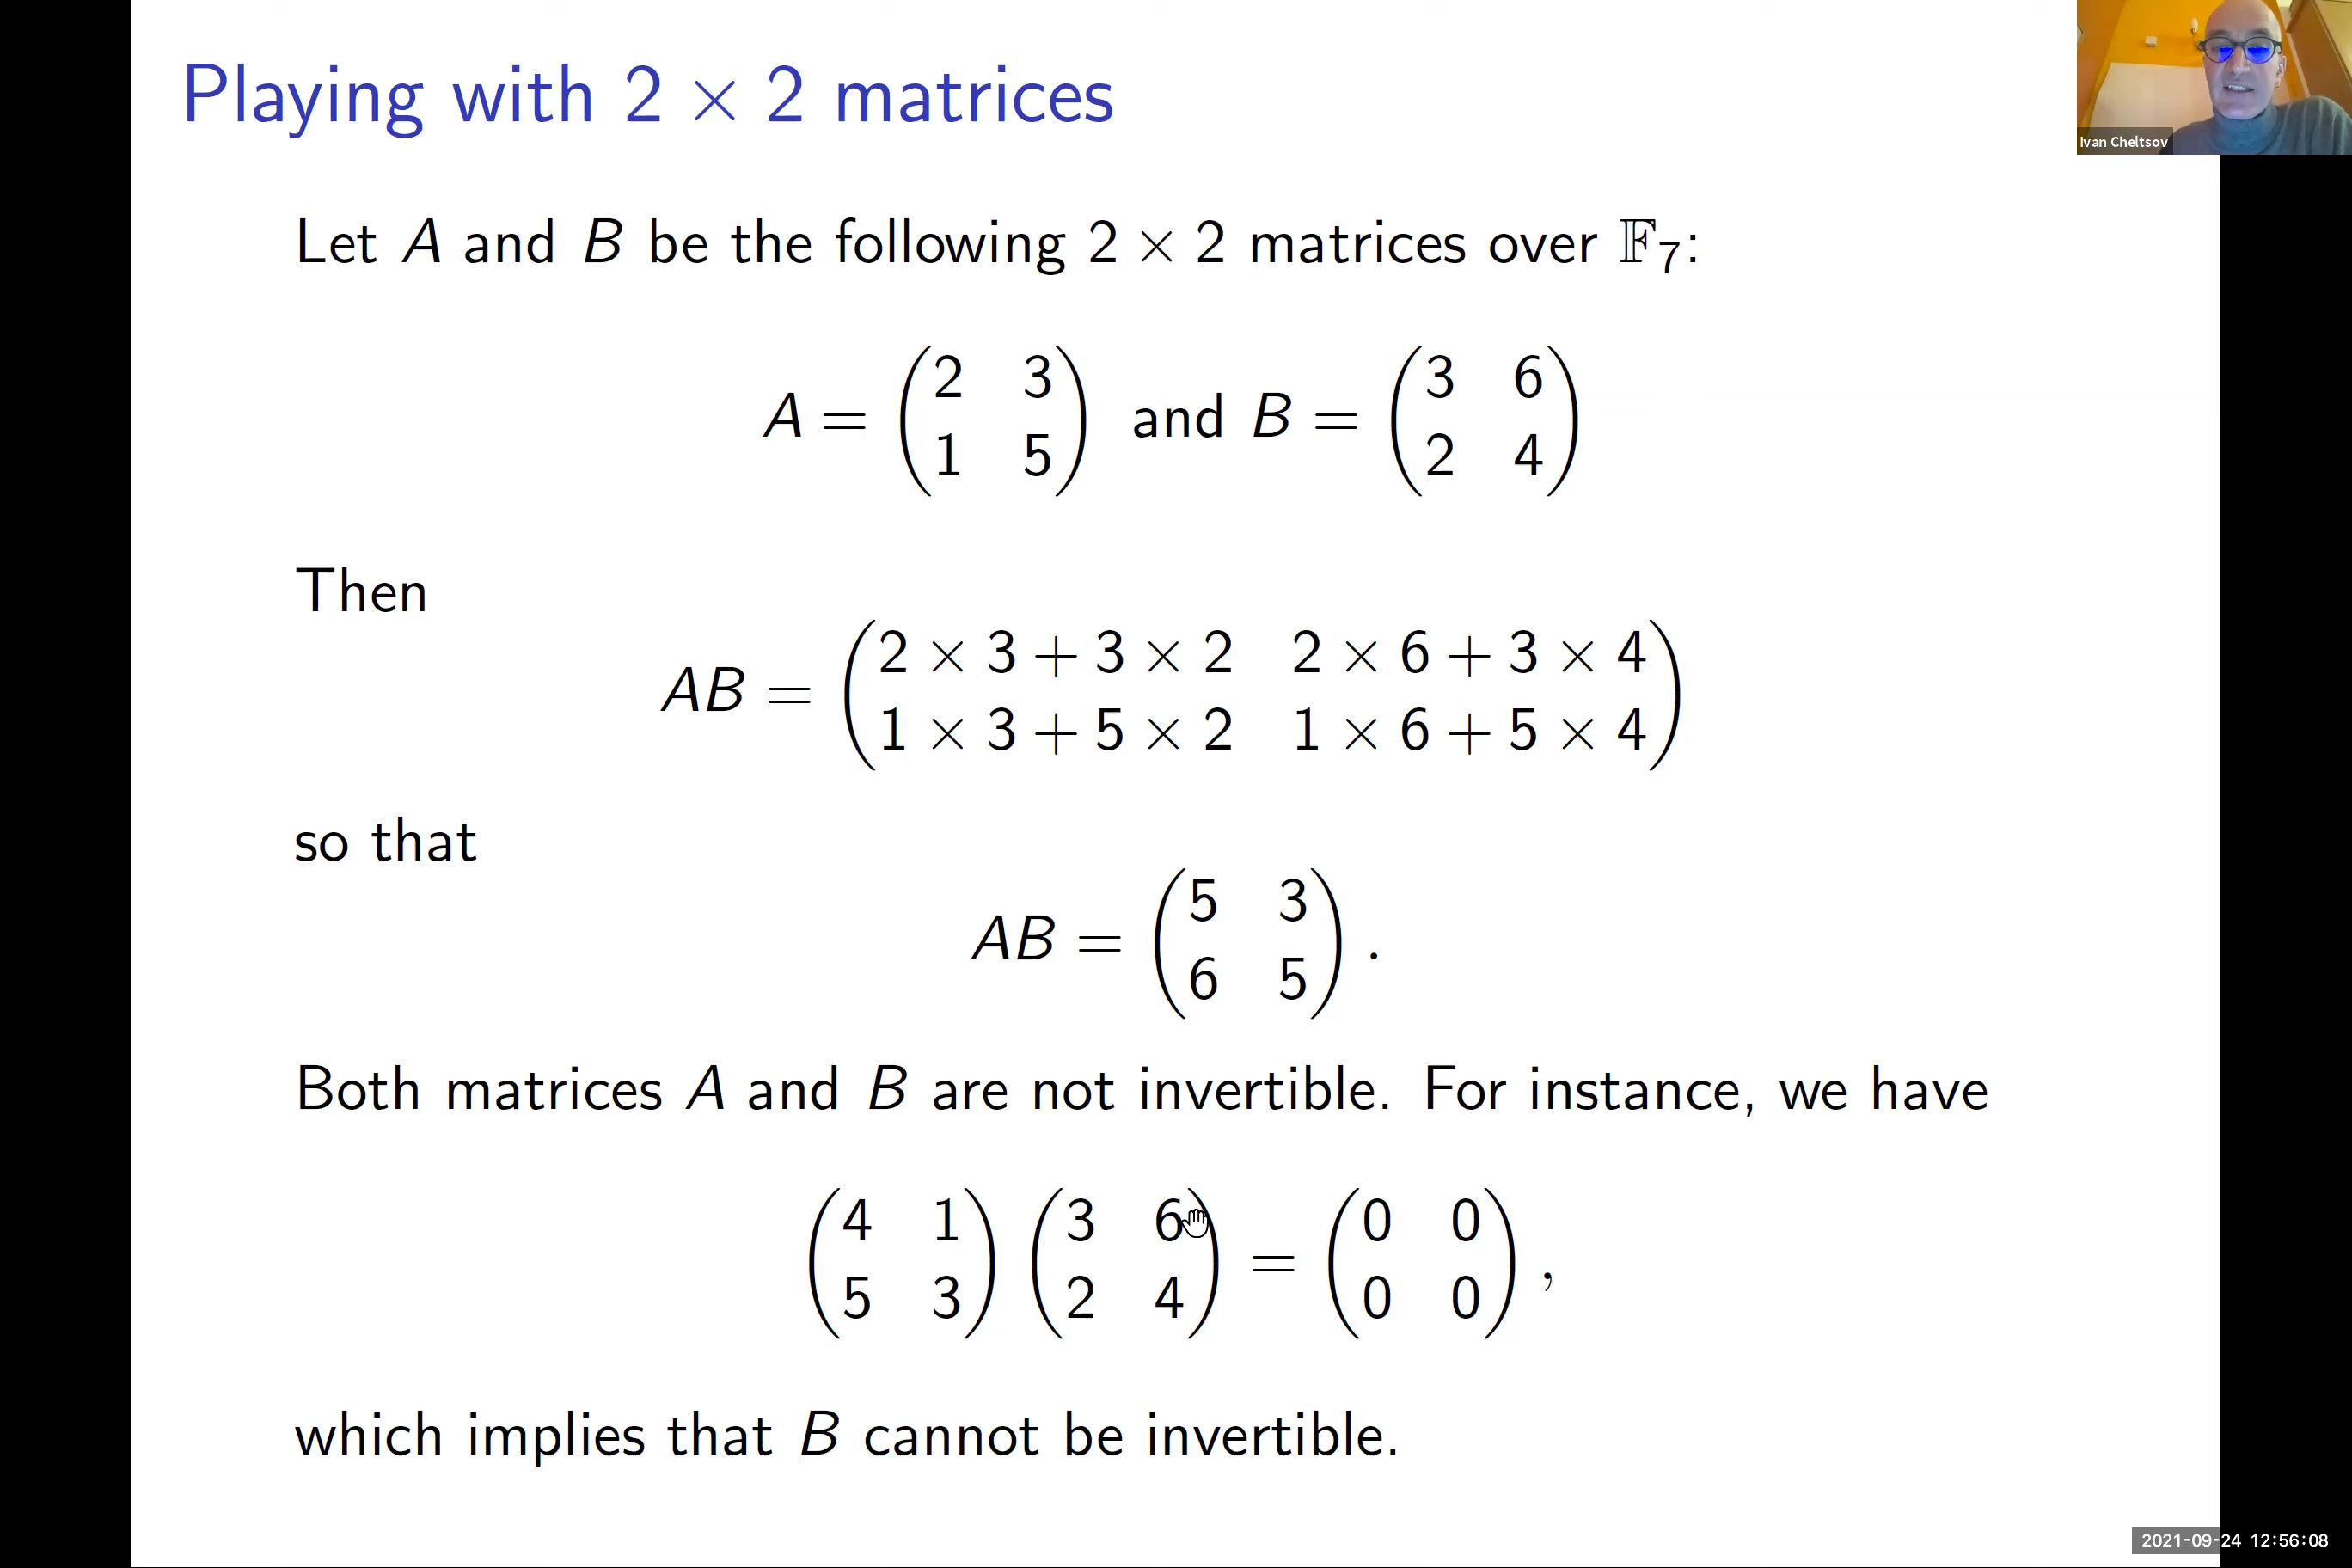 Playing with 2 × 2 matrices
Ivan Cheltsov
Let A and B be the following 2 × 2 matrices over 𝔽₇:
A = (2 3
1 5) and B = (3 6
2 4)
Then
AB = (2 × 3 + 3 × 2 2 × 6 + 3 × 4
1 × 3 + 5 × 2 1 × 6 + 5 × 4)
so that
AB = (5 3
6 5) .
Both matrices A and B are not invertible. For instance, we have
(4 1
5 3) (3 6
2 4) = (0 0
0 0) ,
which implies that B cannot be invertible.
2021-09-24 12:56:08